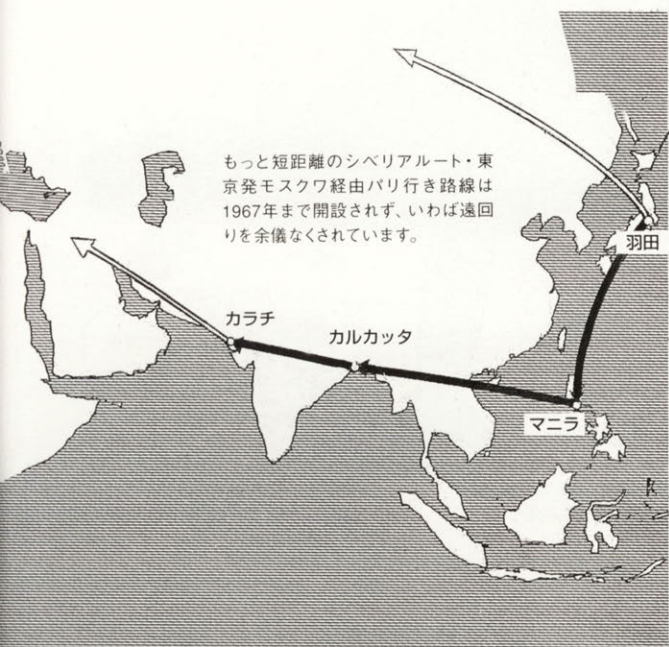 もっと短距離のシベリアルート・東
京発モスクワ経由パリ行き路線は
1967年まで開設されず、いわば遠回
りを余儀なくされています。
羽田
カラチ
カルカッタ
マニラ